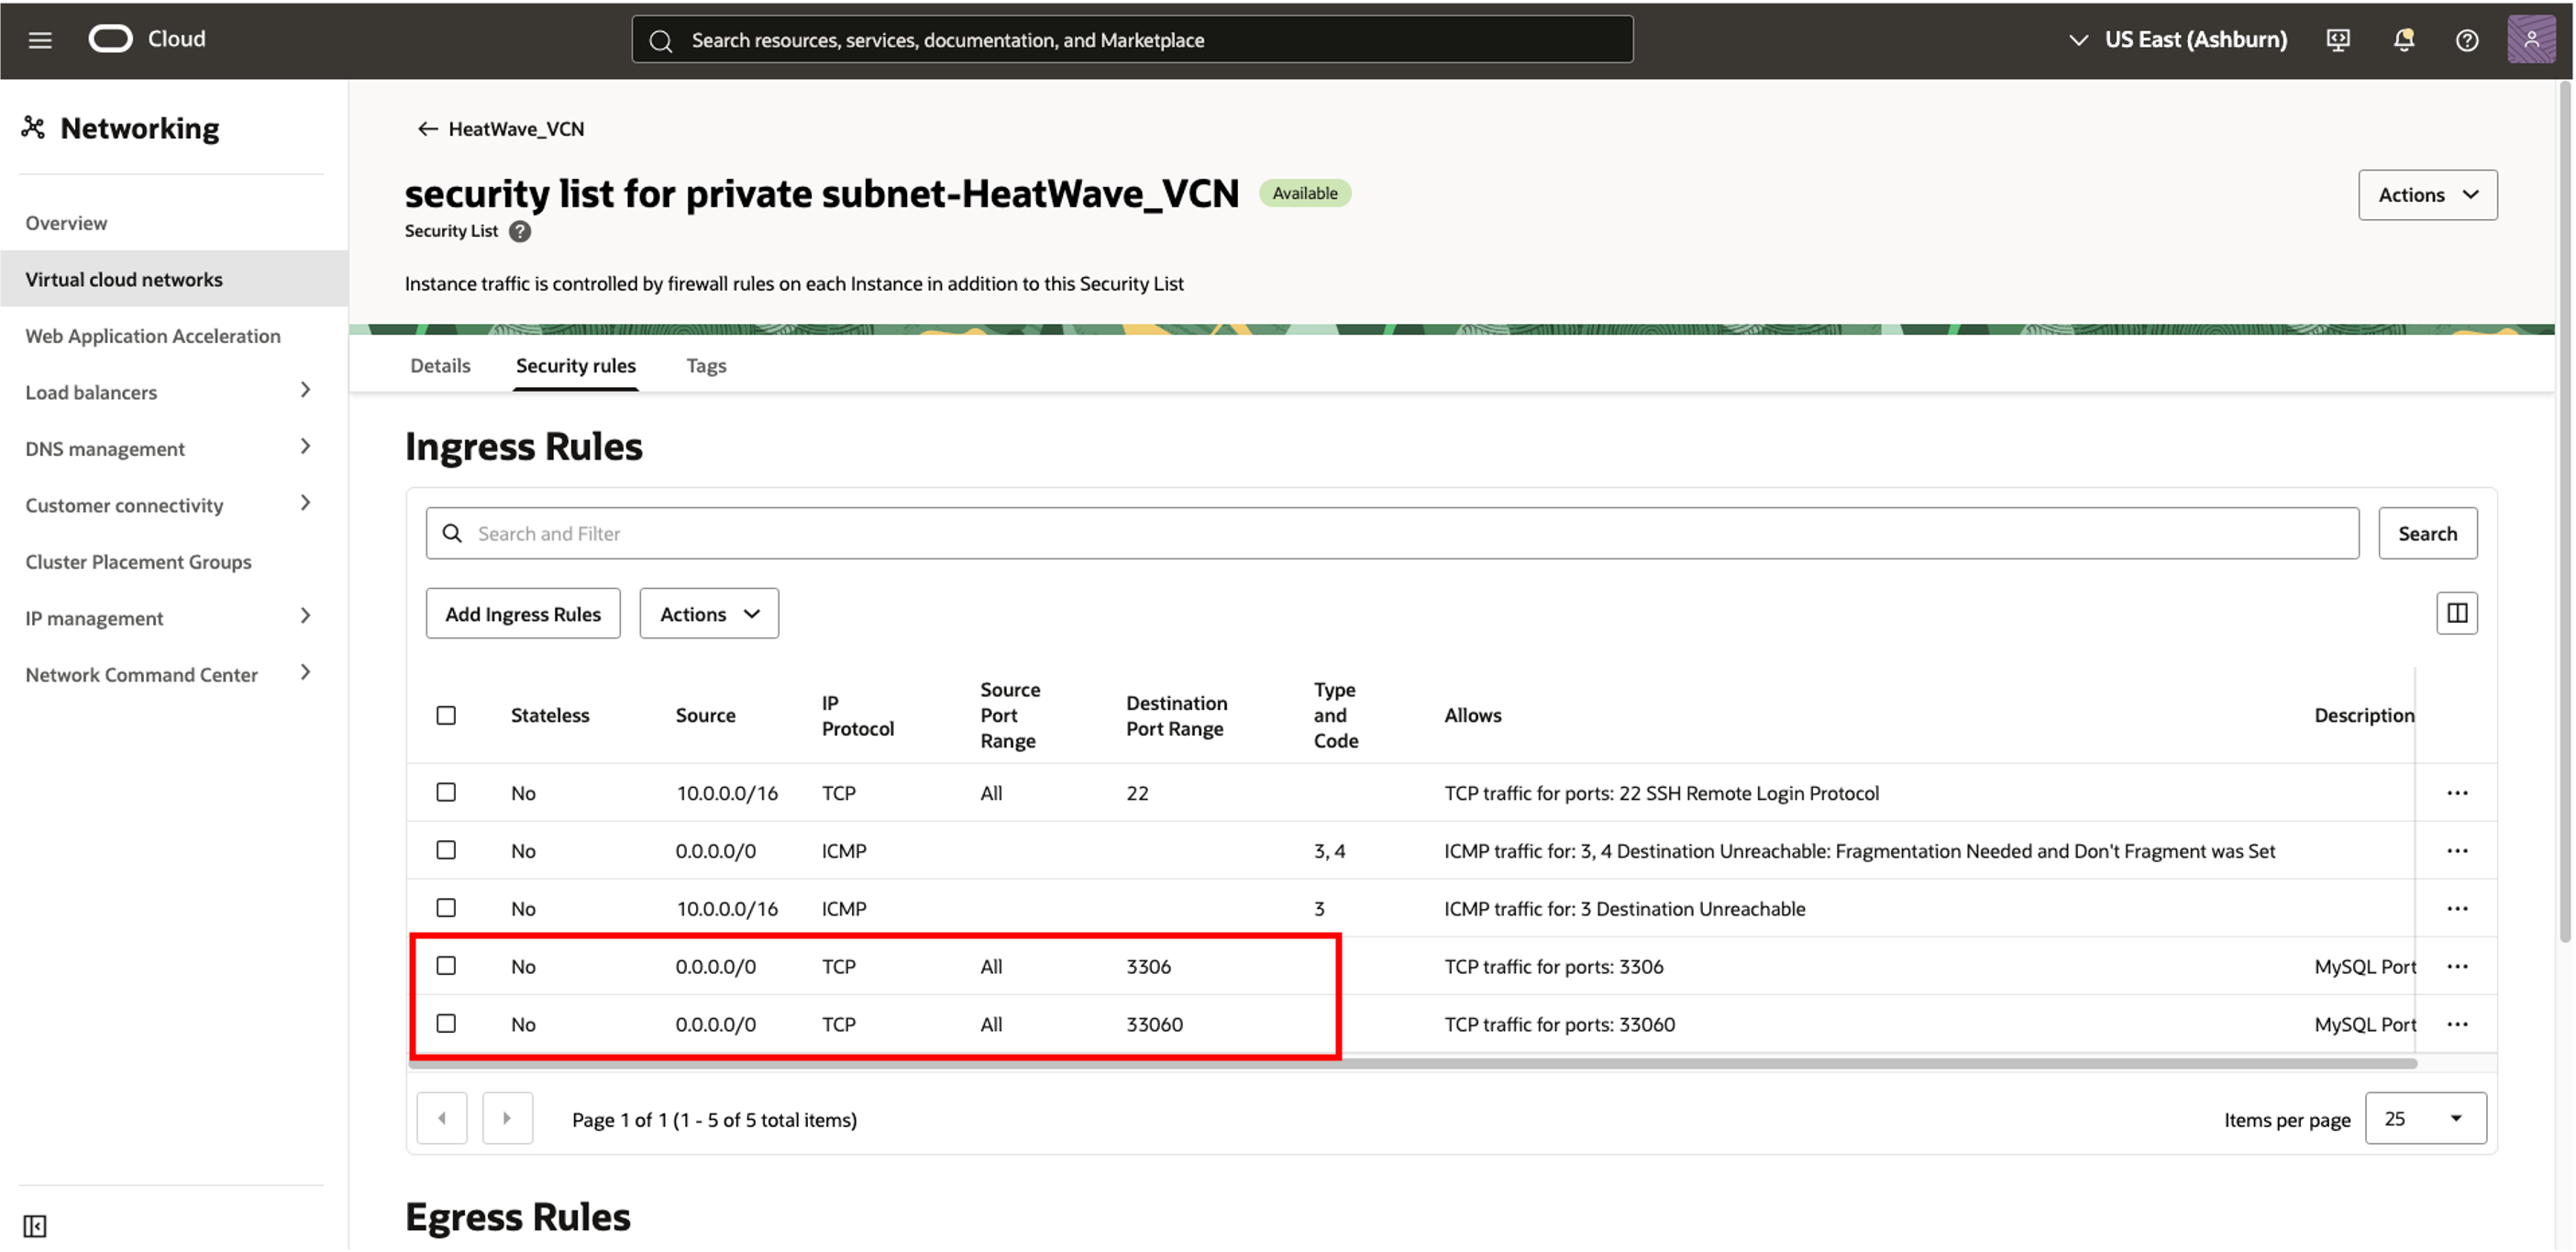 Cloud
Search resources, services, documentation, and Marketplace
US East (Ashburn)
Networking
Overview
Virtual cloud networks
Web Application Acceleration
Load balancers
DNS management
Customer connectivity
Cluster Placement Groups
IP management
Network Command Center
HeatWave_VCN
security list for private subnet-HeatWave_VCN Available
Actions
Security List ?
Instance traffic is controlled by firewall rules on each Instance in addition to this Security List
Details Security rules Tags
Ingress Rules
Search and Filter Search
Add Ingress Rules Actions
Stateless Source IP Protocol Source Port Range Destination Port Range Type and Code Allows Description
No 10.0.0.0/16 TCP All 22 TCP traffic for ports: 22 SSH Remote Login Protocol
No 0.0.0.0/0 ICMP 3, 4 ICMP traffic for: 3, 4 Destination Unreachable: Fragmentation Needed and Don't Fragment was Set
No 10.0.0.0/16 ICMP 3 ICMP traffic for: 3 Destination Unreachable
No 0.0.0.0/0 TCP All 3306 TCP traffic for ports: 3306 MySQL Port
No 0.0.0.0/0 TCP All 33060 TCP traffic for ports: 33060 MySQL Port
Page 1 of 1 (1 - 5 of 5 total items)
Items per page 25
Egress Rules